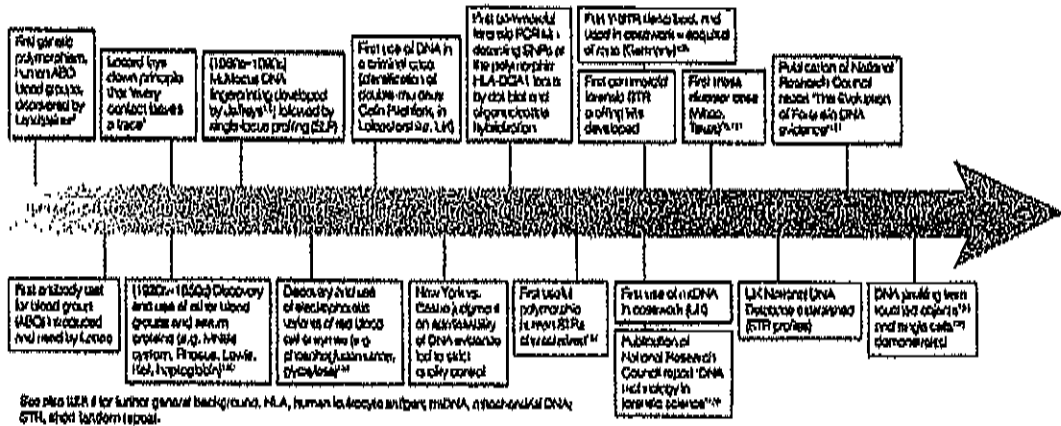 First genetic
polymorphism,
human ABO
blood groups,
discovered by
Landsteiner
Locard lays
down principle
that 'every
contact leaves
a trace'
(1980s–1990s)
Multilocus DNA
fingerprinting developed
by Jeffreys followed by
single-locus profiling (SLP)
First use of DNA in
a criminal case
(identification of
double-murderer
Colin Pitchfork, in
UK)
First commercial
forensic PCR kit
detecting SNPs at
the polymorphic
HLA-DQA1 locus
by dot blot and
oligonucleotide
hybridization
First Y-STR described, and
used in casework – acquittal
of (Germany)
First commercial
forensic STR
profiling kits
developed
First mass
disaster case
(Waco,
Texas)
Publication of National
Research Council
report 'The Evaluation
of Forensic DNA
evidence'
First antibody test
for blood group
(ABO) produced
and used by
(1920s–1950s) Discovery
and use of other blood
groups and serum
proteins (e.g. MNSs
system, Rhesus, Lewis,
Kell, haptoglobin)
Discovery and use
of electrophoretic
variants of red blood
cell enzymes (e.g.
phosphoglucomutase,
New York vs.
Castro judgment
on admissibility
of DNA evidence
led to strict
quality control
First useful
polymorphic
human STRs
characterized
First use of mtDNA
in casework (UK)
Publication of
National Research
Council report 'DNA
technology in
forensic science'
UK National DNA
Database established
(STR profiles)
DNA profiling from
touched objects
and single cells
demonstrated
See also for further general background. HLA, human leukocyte antigen; mtDNA, mitochondrial DNA;
STR, short tandem repeat.